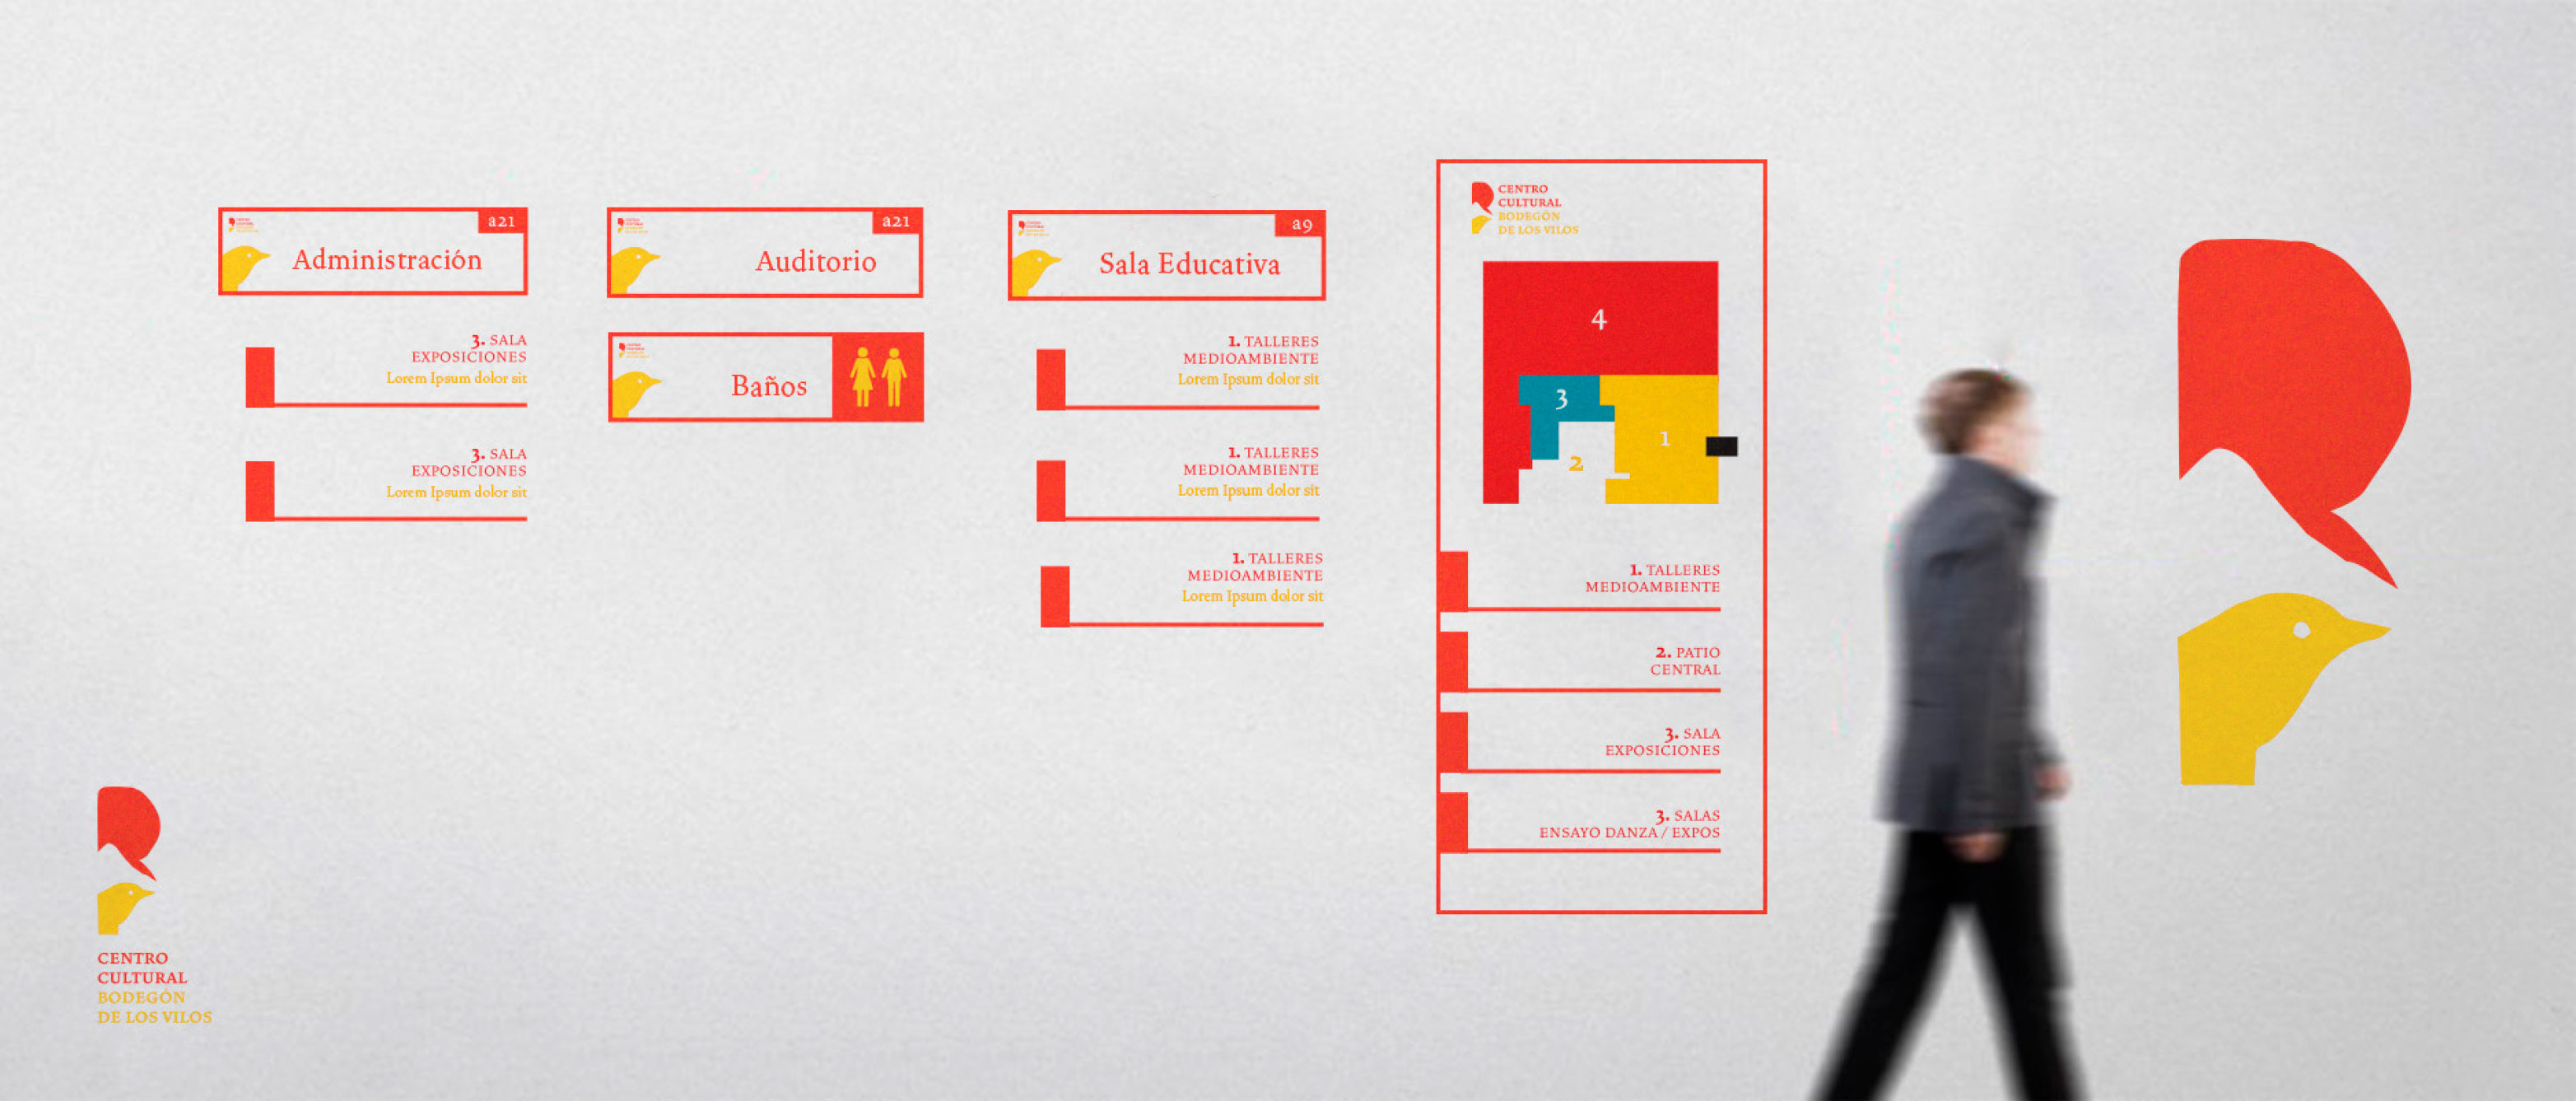 a21
Administración
3. SALA
EXPOSICIONES
Lorem Ipsum dolor sit
3. SALA
EXPOSICIONES
Lorem Ipsum dolor sit
a21
Auditorio
Baños
a9
Sala Educativa
1. TALLERES
MEDIOAMBIENTE
Lorem Ipsum dolor sit
1. TALLERES
MEDIOAMBIENTE
Lorem Ipsum dolor sit
1. TALLERES
MEDIOAMBIENTE
Lorem Ipsum dolor sit
CENTRO
CULTURAL
BODEGÓN
DE LOS VILOS
4
3
1
2
1. TALLERES
MEDIOAMBIENTE
2. PATIO
CENTRAL
3. SALA
EXPOSICIONES
3. SALAS
ENSAYO DANZA / EXPOS
CENTRO
CULTURAL
BODEGÓN
DE LOS VILOS